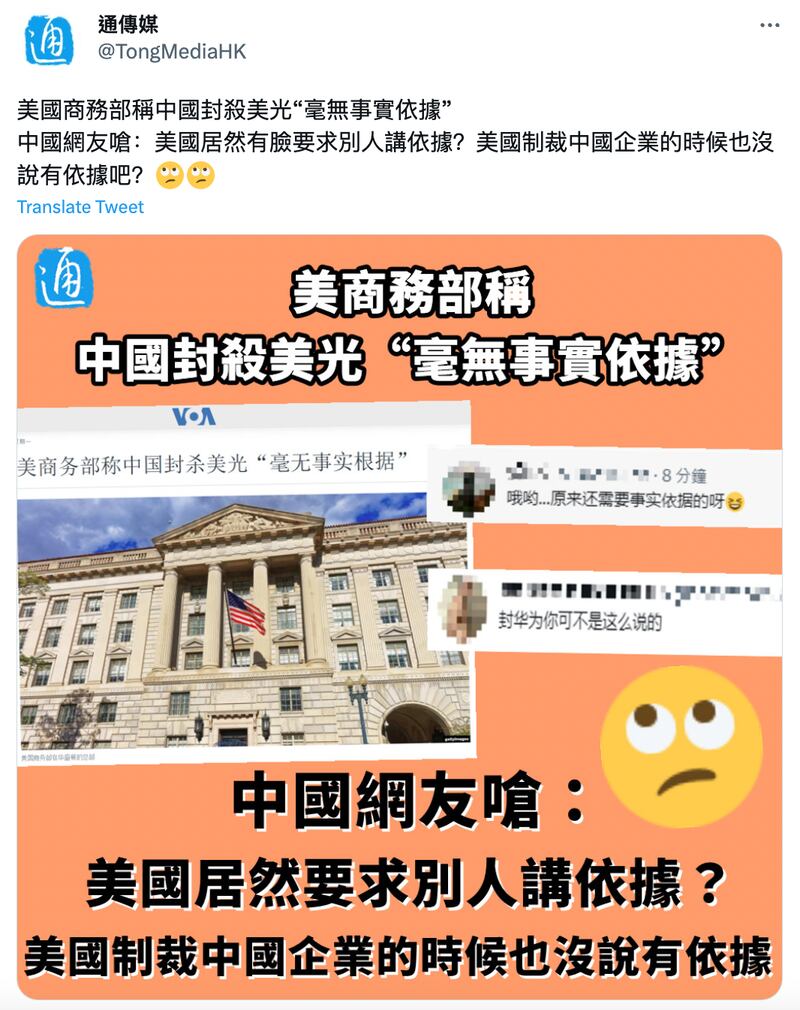 通傳媒
@TongMediaHK
美國商務部稱中國封殺美光“毫無事實依據”
中國網友嗆：美國居然有臉要求別人講依據？美國制裁中國企業的時候也沒
說有依據吧？🙄🙄
Translate Tweet
通
美商務部稱
中國封殺美光“毫無事實依據”
VOA
美商务部称中国封杀美光“毫无事实根据”
· 8 分鐘
哦哟...原来还需要事实依据的呀😆
封华为你可不是这么说的
gettyimages
中國網友嗆：
美國居然要求別人講依據？
美國制裁中國企業的時候也沒說有依據